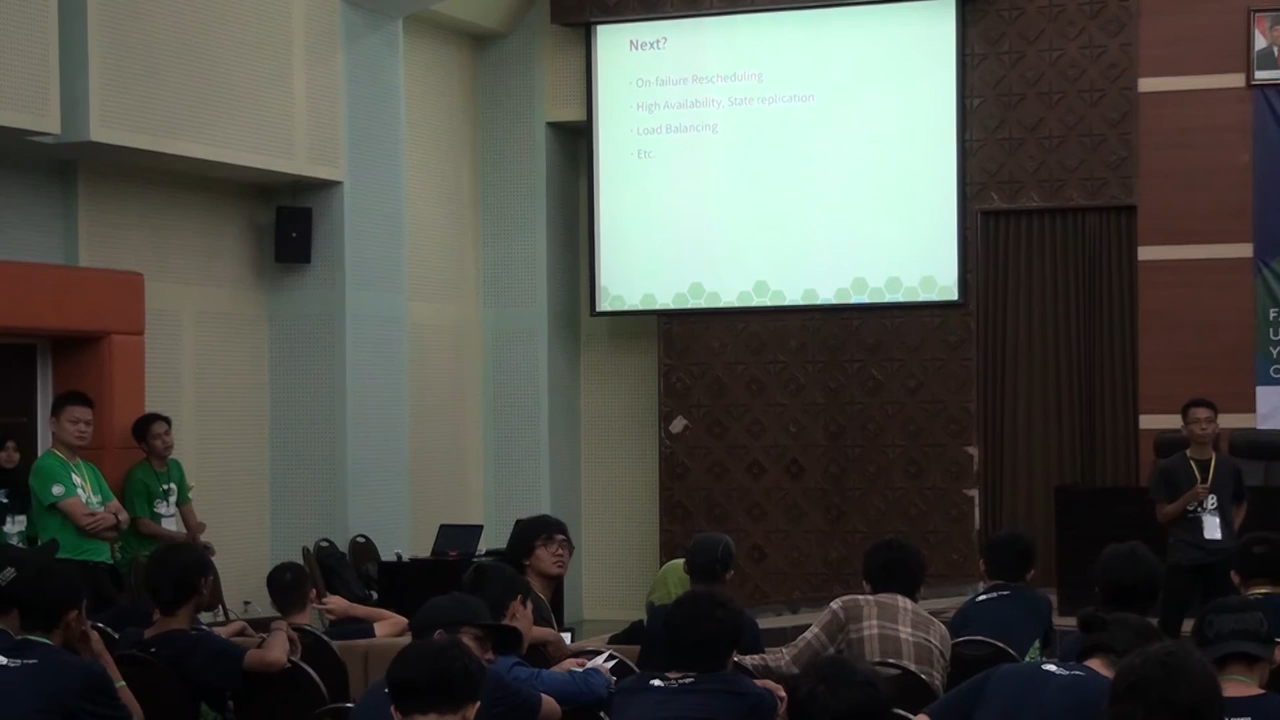 Next?
· On-failure Rescheduling
· High Availability, State replication
· Load Balancing
· Etc.